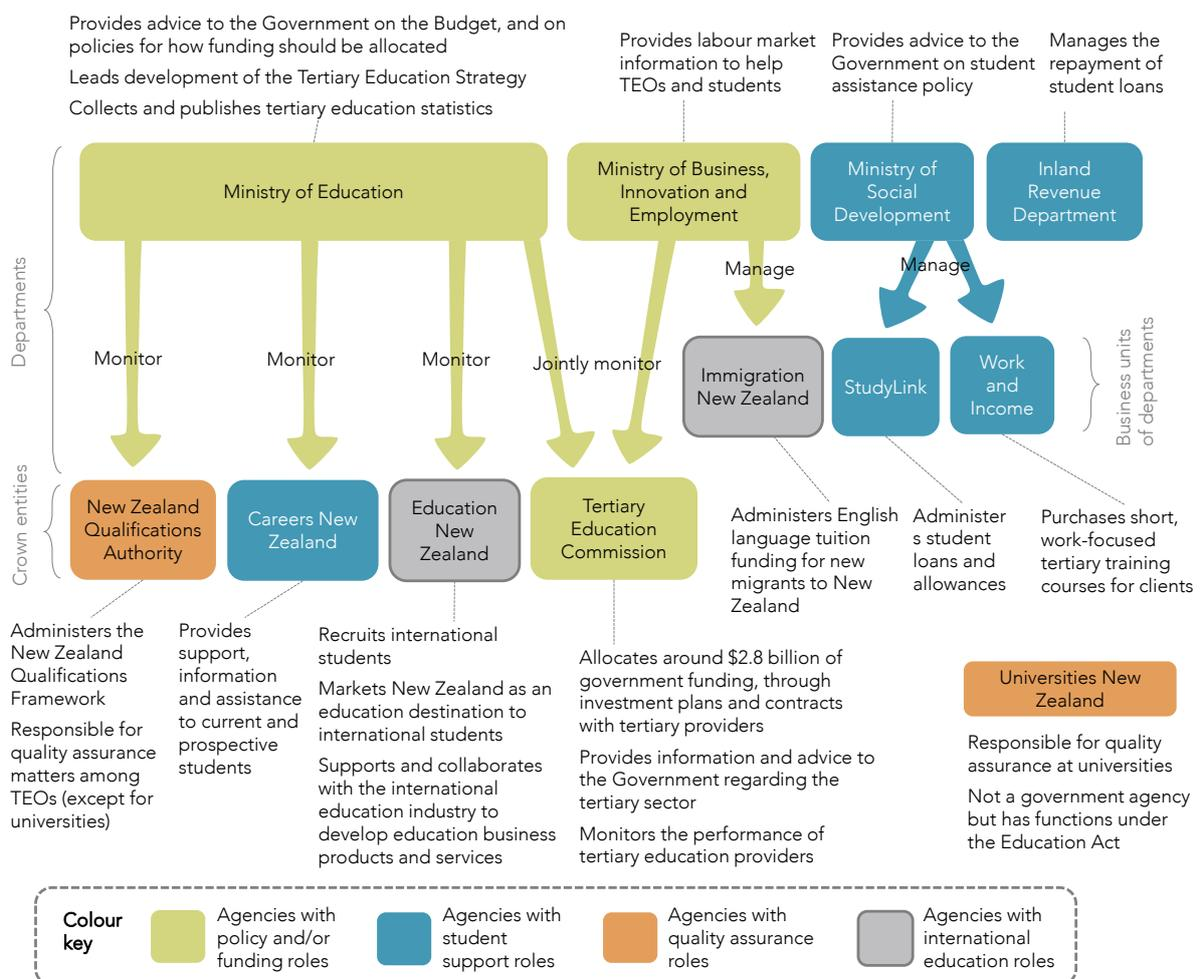 Provides advice to the Government on the Budget, and on
policies for how funding should be allocated
Leads development of the Tertiary Education Strategy
Collects and publishes tertiary education statistics
Provides labour market
information to help
TEOs and students
Provides advice to the
Government on student
assistance policy
Manages the
repayment of
student loans
Departments
Ministry of Education
Ministry of Business,
Innovation and
Employment
Ministry of
Social
Development
Inland
Revenue
Department
Manage
Manage
Monitor
Monitor
Monitor
Jointly monitor
Immigration
New Zealand
StudyLink
Work
and
Income
Business units
of departments
Crown entities
New Zealand
Qualifications
Authority
Careers New
Zealand
Education
New
Zealand
Tertiary
Education
Commission
Administers English
language tuition
funding for new
migrants to New
Zealand
Administer
s student
loans and
allowances
Purchases short,
work-focused
tertiary training
courses for clients
Administers the
New Zealand
Qualifications
Framework
Responsible for
quality assurance
matters among
TEOs (except for
universities)
Provides
support,
information
and assistance
to current and
prospective
students
Recruits international
students
Markets New Zealand as an
education destination to
international students
Supports and collaborates
with the international
education industry to
develop education business
products and services
Allocates around $2.8 billion of
government funding, through
investment plans and contracts
with tertiary providers
Provides information and advice to
the Government regarding the
tertiary sector
Monitors the performance of
tertiary education providers
Universities New
Zealand
Responsible for quality
assurance at universities
Not a government agency
but has functions under
the Education Act
Colour
key
Agencies with
policy and/or
funding roles
Agencies with
student
support roles
Agencies with
quality assurance
roles
Agencies with
international
education roles